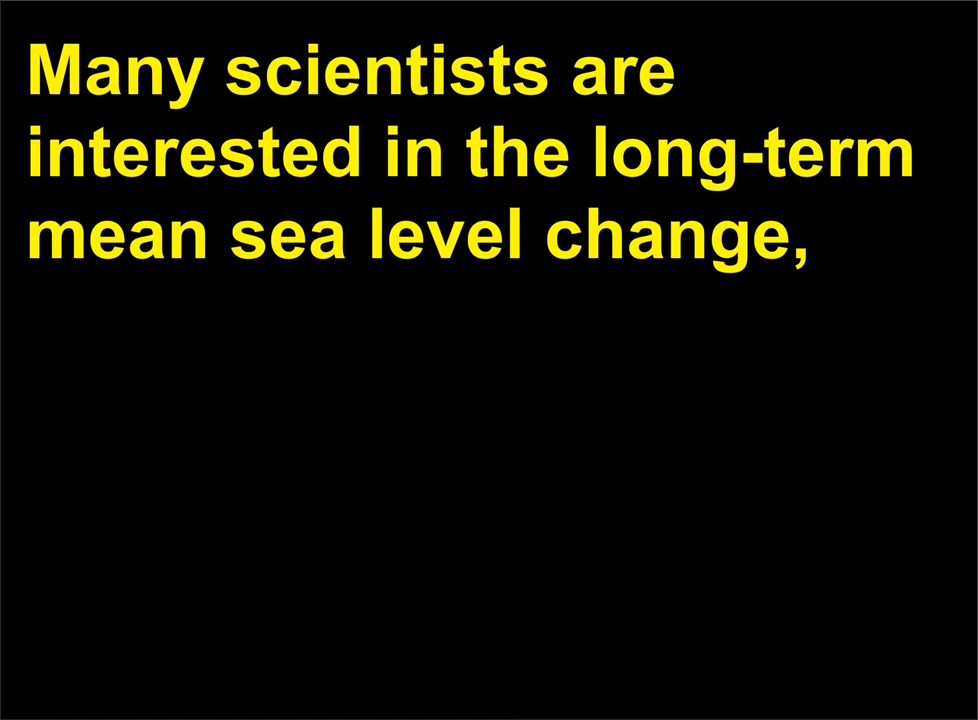 Many scientists are
interested in the long-term
mean sea level change,